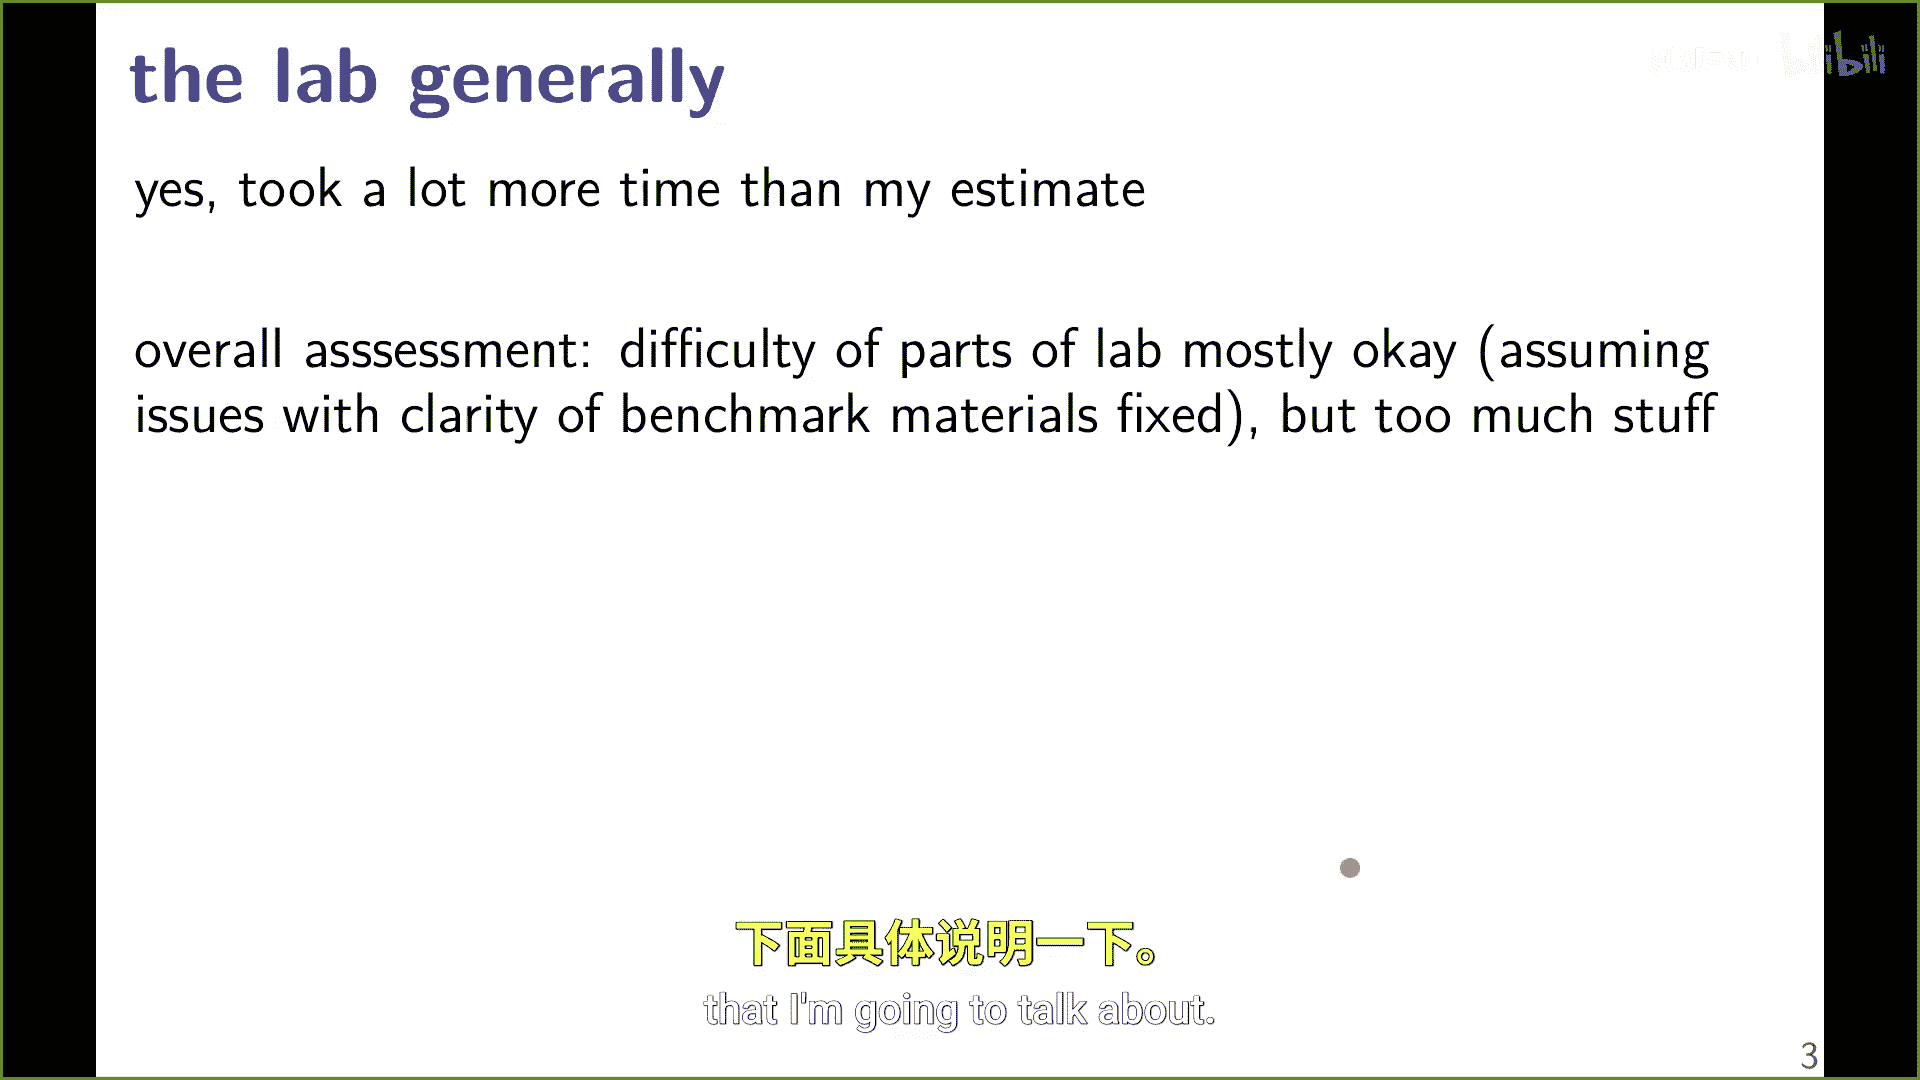 the lab generally
bilibili
yes, took a lot more time than my estimate
overall asssessment: difficulty of parts of lab mostly okay (assuming
issues with clarity of benchmark materials fixed), but too much stuff
下面具体说明一下。
that I'm going to talk about.
3